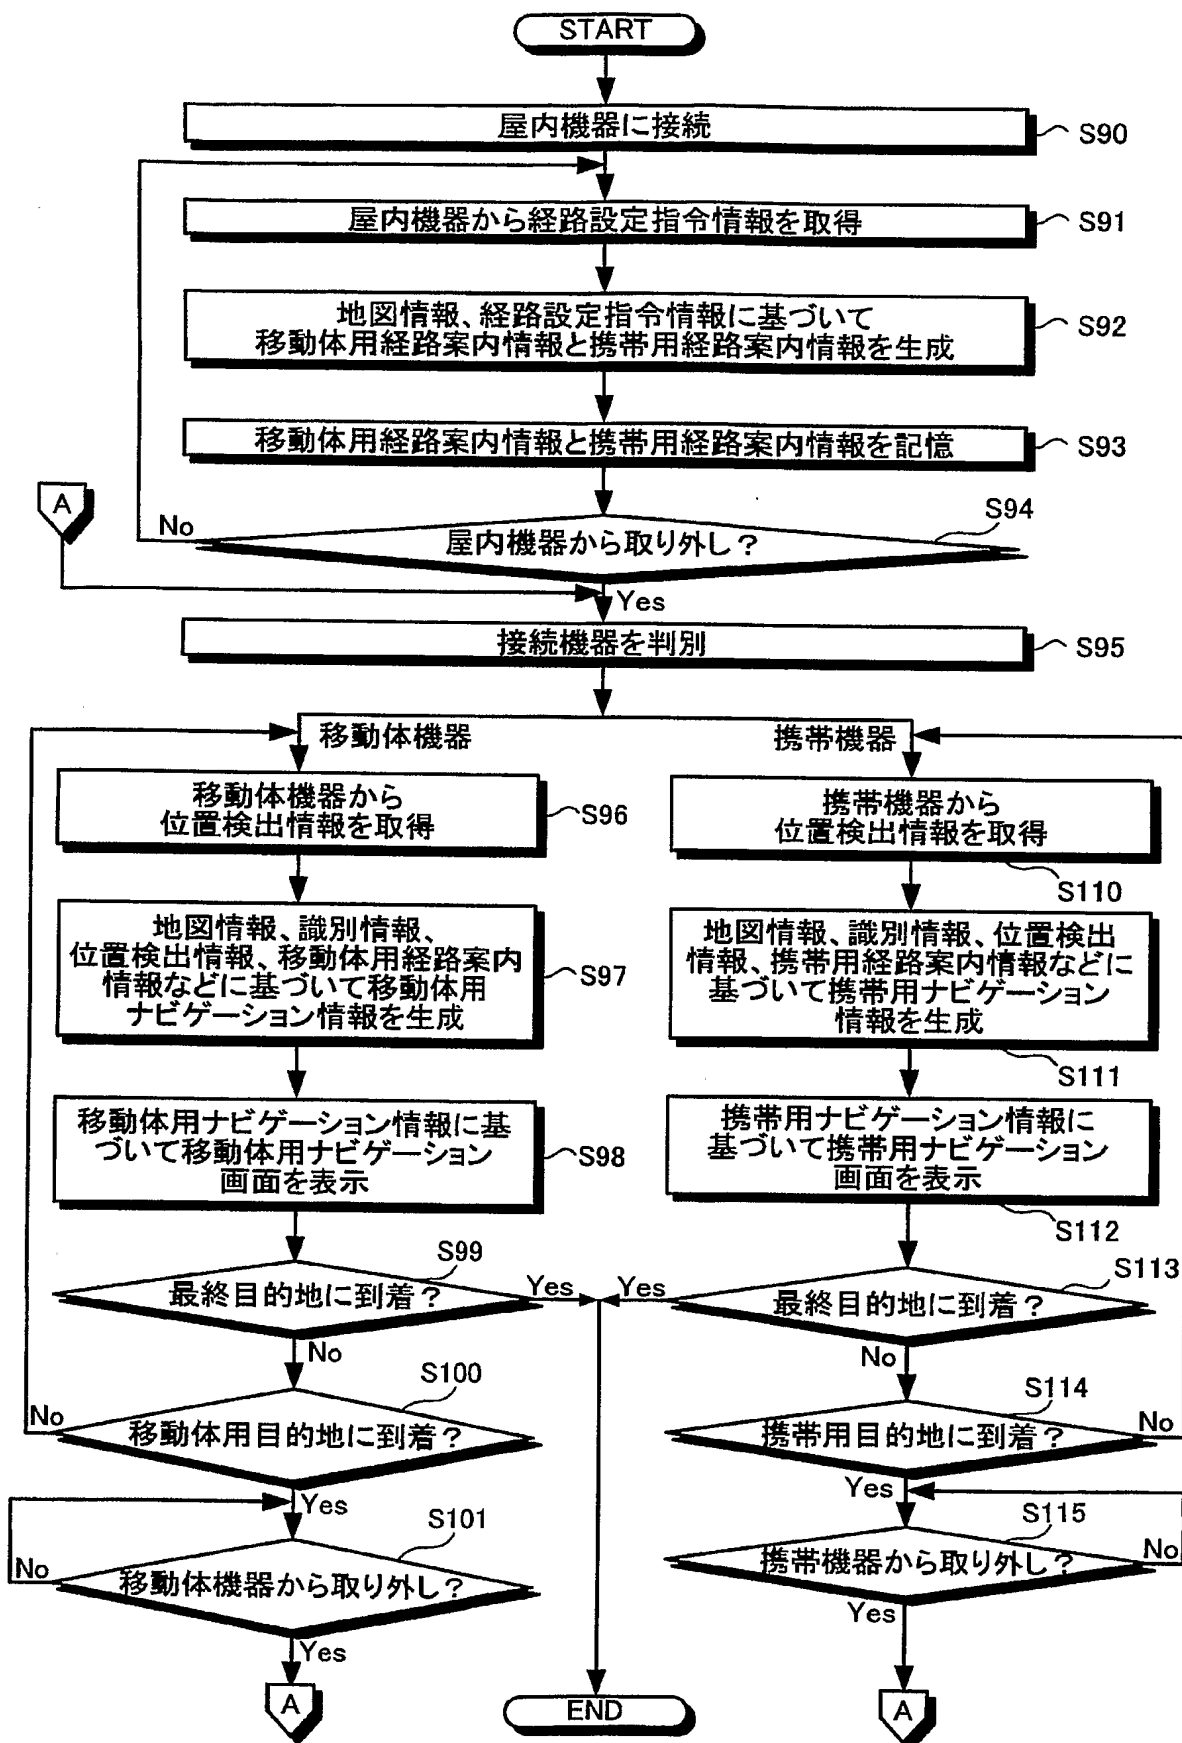 START
屋内機器に接続
S90
屋内機器から経路設定指令情報を取得
S91
地図情報、経路設定指令情報に基づいて
移動体用経路案内情報と携帯用経路案内情報を生成
S92
移動体用経路案内情報と携帯用経路案内情報を記憶
S93
A
No
屋内機器から取り外し?
S94
Yes
接続機器を判別
S95
移動体機器
携帯機器
移動体機器から
位置検出情報を取得
S96
携帯機器から
位置検出情報を取得
S110
地図情報、識別情報、
位置検出情報、移動体用経路案内
情報などに基づいて移動体用
ナビゲーション情報を生成
S97
地図情報、識別情報、位置検出
情報、携帯用経路案内情報などに
基づいて携帯用ナビゲーション
情報を生成
S111
移動体用ナビゲーション情報に基
づいて移動体用ナビゲーション
画面を表示
S98
携帯用ナビゲーション情報に
基づいて携帯用ナビゲーション
画面を表示
S112
S99
最終目的地に到着?
Yes
No
Yes
S113
最終目的地に到着?
No
S100
No
移動体用目的地に到着?
Yes
S114
携帯用目的地に到着?
No
Yes
S101
No
移動体機器から取り外し?
Yes
S115
携帯機器から取り外し?
No
Yes
A
END
A